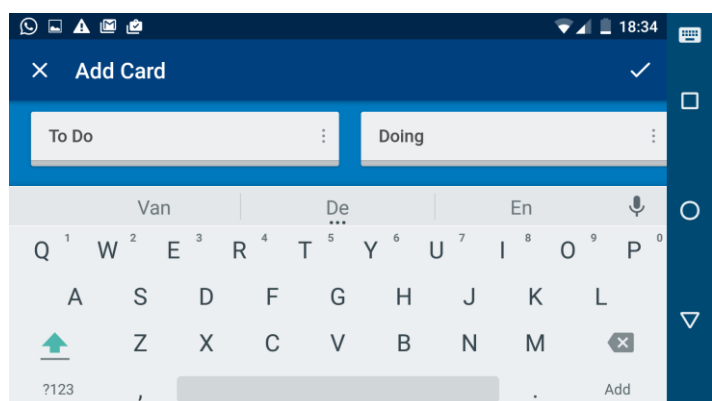 18:34
Add Card
To Do Doing
Van De En
Q 1 W 2 E 3 R 4 T 5 Y 6 U 7 I 8 O 9 P 0
A S D F G H J K L
Z X C V B N M
?123 , . Add